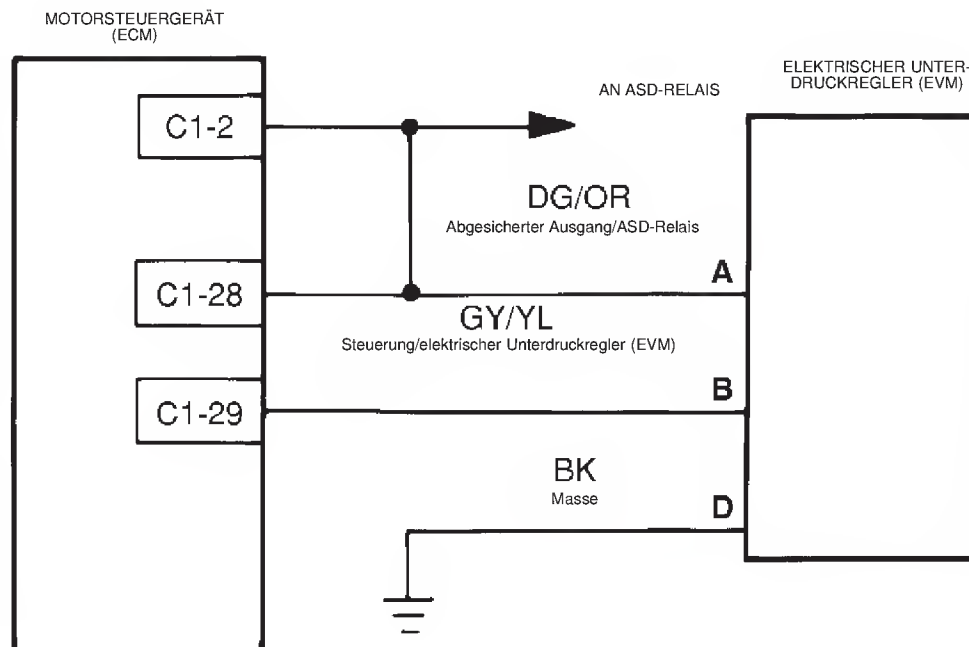 MOTORSTEUERGERÄT
(ECM)
C1-2
AN ASD-RELAIS
ELEKTRISCHER UNTER-
DRUCKREGLER (EVM)
DG/OR
Abgesicherter Ausgang/ASD-Relais
C1-28
A
GY/YL
Steuerung/elektrischer Unterdruckregler (EVM)
C1-29
B
BK
Masse
D